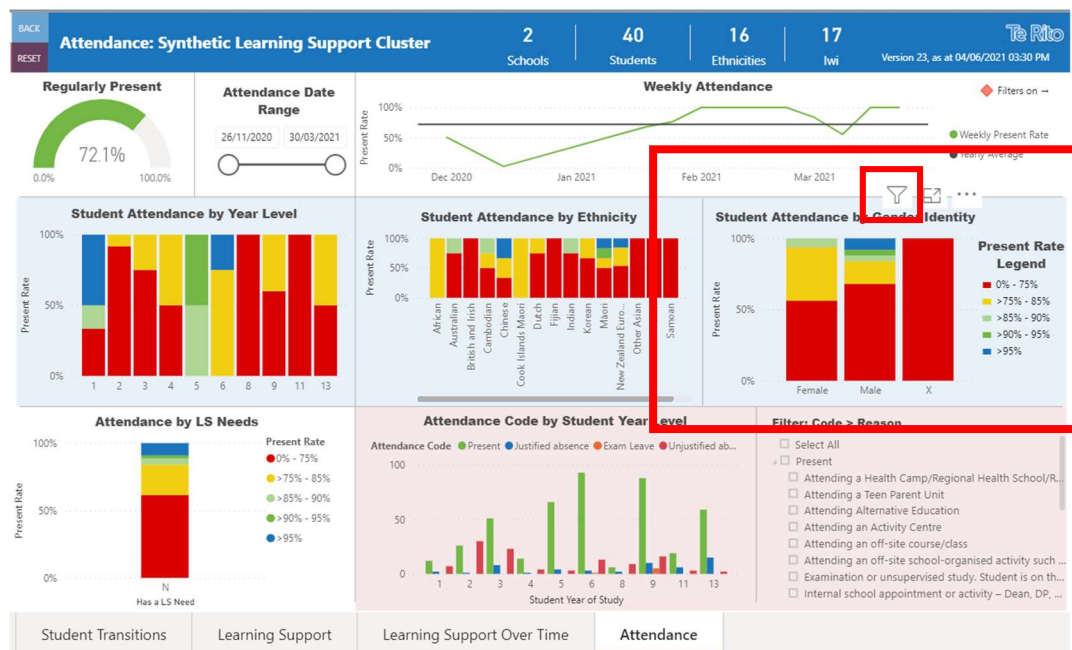 BACK
RESET
Attendance: Synthetic Learning Support Cluster
2
Schools
40
Students
16
Ethnicities
17
Iwi
Te Rito
Version 23, as at 04/06/2021 03:30 PM
Regularly Present
72.1%
0.0%
100.0%
Attendance Date
Range
26/11/2020
30/03/2021
Weekly Attendance
Filters on →
Present Rate
100%
50%
0%
Dec 2020
Jan 2021
Feb 2021
Mar 2021
Weekly Present Rate
Yearly Average
Student Attendance by Year Level
Present Rate
100%
50%
0%
1 2 3 4 5 6 8 9 11 13
Student Attendance by Ethnicity
Present Rate
100%
50%
0%
African
Australian
British and Irish
Cambodian
Chinese
Cook Islands Maori
Dutch
Fijian
Indian
Korean
Māori
New Zealand Euro...
Other Asian
Samoan
Student Attendance by Gender Identity
Present Rate
100%
50%
0%
Female
Male
X
Present Rate
Legend
0% - 75%
>75% - 85%
>85% - 90%
>90% - 95%
>95%
Attendance by LS Needs
Present Rate
100%
50%
0%
N
Has a LS Need
Present Rate
0% - 75%
>75% - 85%
>85% - 90%
>90% - 95%
>95%
Attendance Code by Student Year Level
Attendance Code Present Justified absence Exam Leave Unjustified ab...
100
50
0
1 2 3 4 5 6 8 9 11 13
Student Year of Study
Filter: Code > Reason
Select All
Present
Attending a Health Camp/Regional Health School/R...
Attending a Teen Parent Unit
Attending Alternative Education
Attending an Activity Centre
Attending an off-site course/class
Attending an off-site school-organised activity such ...
Examination or unsupervised study. Student is on th...
Internal school appointment or activity – Dean, DP, ...
Student Transitions
Learning Support
Learning Support Over Time
Attendance